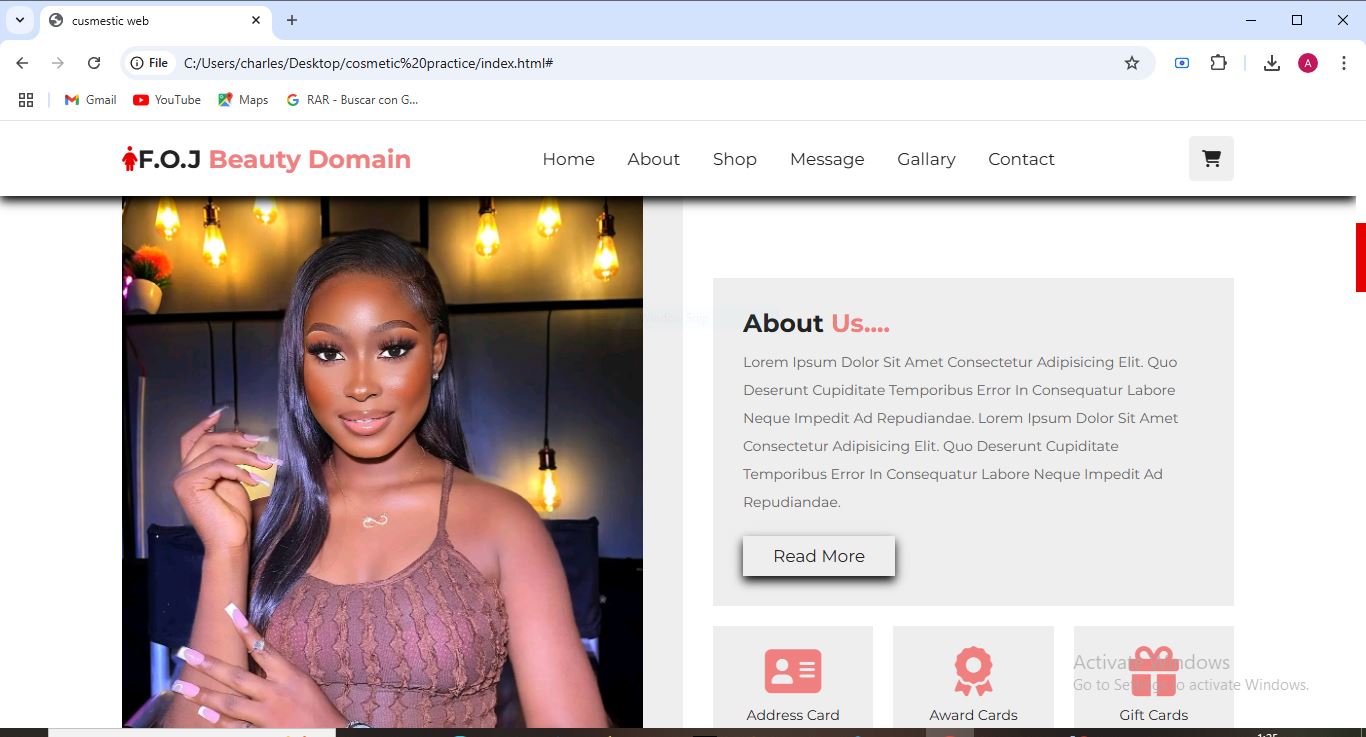 cusmestic web
File
C:/Users/charles/Desktop/cosmetic%20practice/index.html#
A
Gmail
YouTube
Maps
RAR - Buscar con G...
F.O.J Beauty Domain
Home
About
Shop
Message
Gallary
Contact
About Us....
Lorem Ipsum Dolor Sit Amet Consectetur Adipisicing Elit. Quo
Deserunt Cupiditate Temporibus Error In Consequatur Labore
Neque Impedit Ad Repudiandae. Lorem Ipsum Dolor Sit Amet
Consectetur Adipisicing Elit. Quo Deserunt Cupiditate
Temporibus Error In Consequatur Labore Neque Impedit Ad
Repudiandae.
Read More
Activate Windows
Go to Settings to activate Windows.
Address Card
Award Cards
Gift Cards